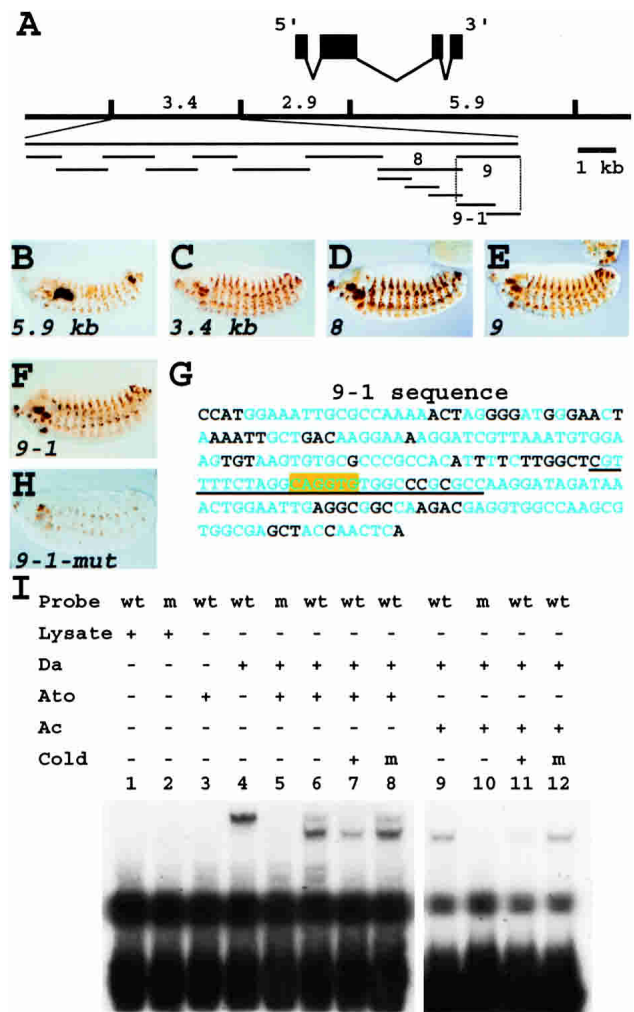 A
5' 3'
3.4 2.9 5.9
8 9
1 kb
9-1
B C D E
5.9 kb 3.4 kb 8 9
F
9-1
G
9-1 sequence
CCATGGAAATTGCGCCAAAAACTAGGGGATGGGAACT
AAAATTGCTGACAAGGAAAAGGATCGTTAAATGTGGA
AGTGTAAGTGTGCGCCCGCCACATTTTCTTGGCTCGT
TTTCTAGGCAGGTGTGGCCCGCGCCAAGGATAGATAA
ACTGGAATTGAGGCGGCCAAGACGAGGTGGCCAAGCG
TGGCGAGCTACCAACTCA
H
9-1-mut
I
Probe wt m wt wt m wt wt wt wt m wt wt
Lysate + + - - - - - - - - - -
Da - - - + + + + + + + + +
Ato - - + - + + + + - - - -
Ac - - - - - - - - + + + +
Cold - - - - - - + m - - + m
1 2 3 4 5 6 7 8 9 10 11 12